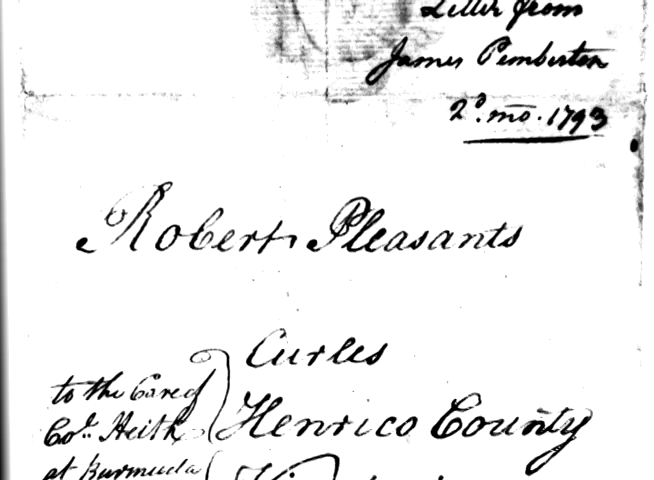 Letter from
James Pemberton
2d. mo. 1793
Robert Pleasants
Curles
to the Care of
Henrico County
Col. Heith
at Burmuda